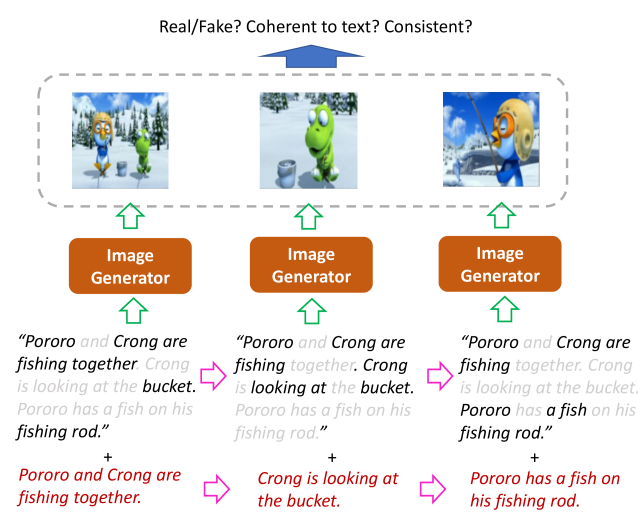 Real/Fake? Coherent to text? Consistent?
Image
Generator
Image
Generator
Image
Generator
“Pororo and Crong are
fishing together. Crong
is looking at the bucket.
Pororo has a fish on his
fishing rod.”
+
Pororo and Crong are
fishing together.
“Pororo and Crong are
fishing together. Crong
is looking at the bucket.
Pororo has a fish on his
fishing rod.”
+
Crong is looking at
the bucket.
“Pororo and Crong are
fishing together. Crong
is looking at the bucket.
Pororo has a fish on his
fishing rod.”
+
Pororo has a fish on
his fishing rod.